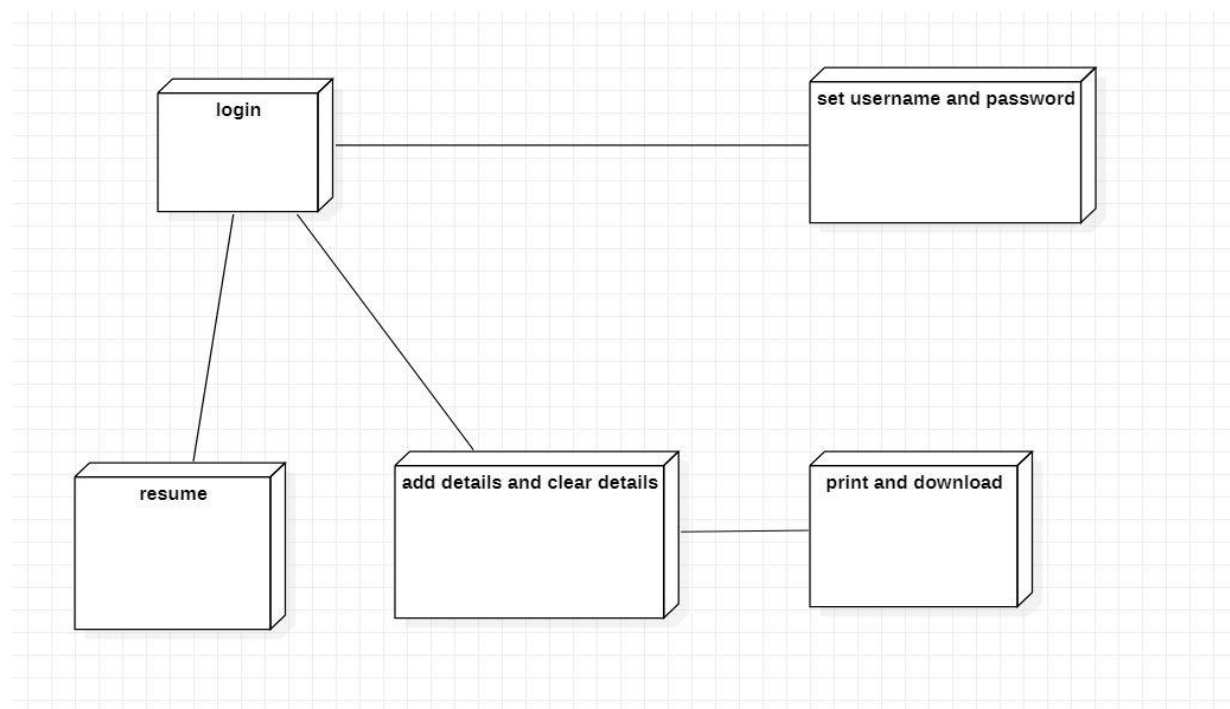 login
set username and password
resume
add details and clear details
print and download